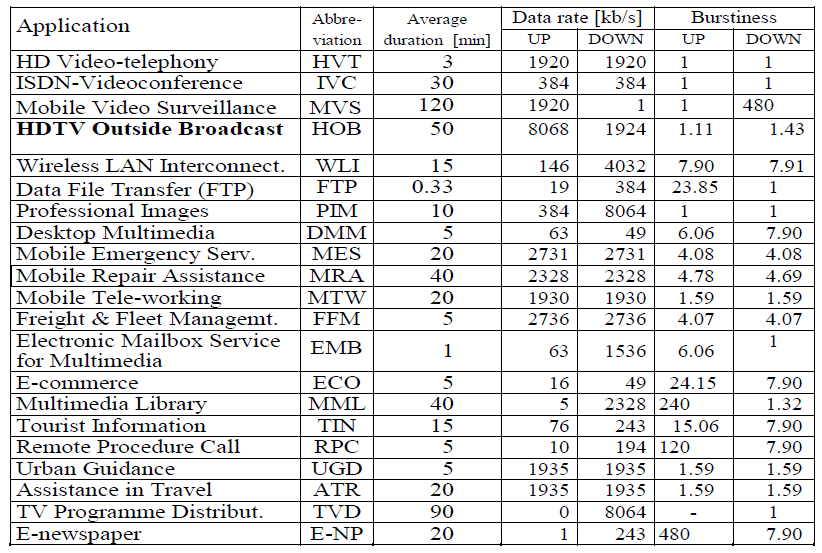 Application Abbre- Average Data rate [kb/s] Burstiness
viation duration [min] UP DOWN UP DOWN
HD Video-telephony HVT 3 1920 1920 1 1
ISDN-Videoconference IVC 30 384 384 1 1
Mobile Video Surveillance MVS 120 1920 1 1 480
HDTV Outside Broadcast HOB 50 8068 1924 1.11 1.43
Wireless LAN Interconnect. WLI 15 146 4032 7.90 7.91
Data File Transfer (FTP) FTP 0.33 19 384 23.85 1
Professional Images PIM 10 384 8064 1 1
Desktop Multimedia DMM 5 63 49 6.06 7.90
Mobile Emergency Serv. MES 20 2731 2731 4.08 4.08
Mobile Repair Assistance MRA 40 2328 2328 4.78 4.69
Mobile Tele-working MTW 20 1930 1930 1.59 1.59
Freight & Fleet Managemt. FFM 5 2736 2736 4.07 4.07
Electronic Mailbox Service
for Multimedia EMB 1 63 1536 6.06 1
E-commerce ECO 5 16 49 24.15 7.90
Multimedia Library MML 40 5 2328 240 1.32
Tourist Information TIN 15 76 243 15.06 7.90
Remote Procedure Call RPC 5 10 194 120 7.90
Urban Guidance UGD 5 1935 1935 1.59 1.59
Assistance in Travel ATR 20 1935 1935 1.59 1.59
TV Programme Distribut. TVD 90 0 8064 - 1
E-newspaper E-NP 20 1 243 480 7.90